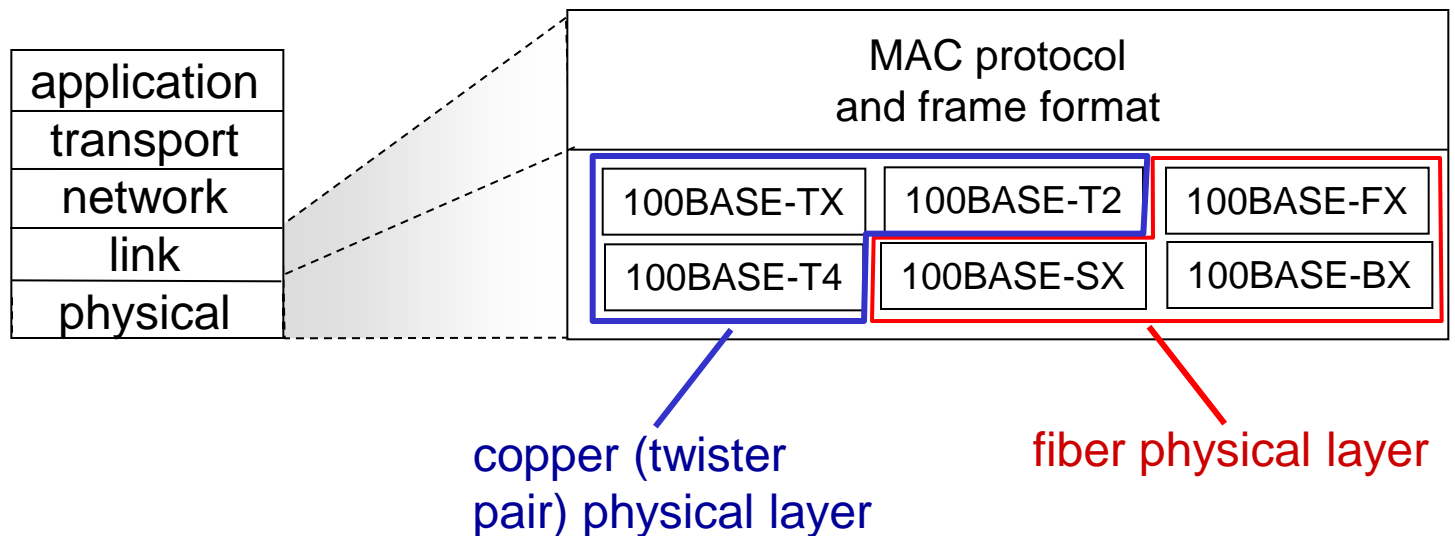 application
transport
network
link
physical
MAC protocol
and frame format
100BASE-TX
100BASE-T2
100BASE-FX
100BASE-T4
100BASE-SX
100BASE-BX
copper (twister
pair) physical layer
fiber physical layer